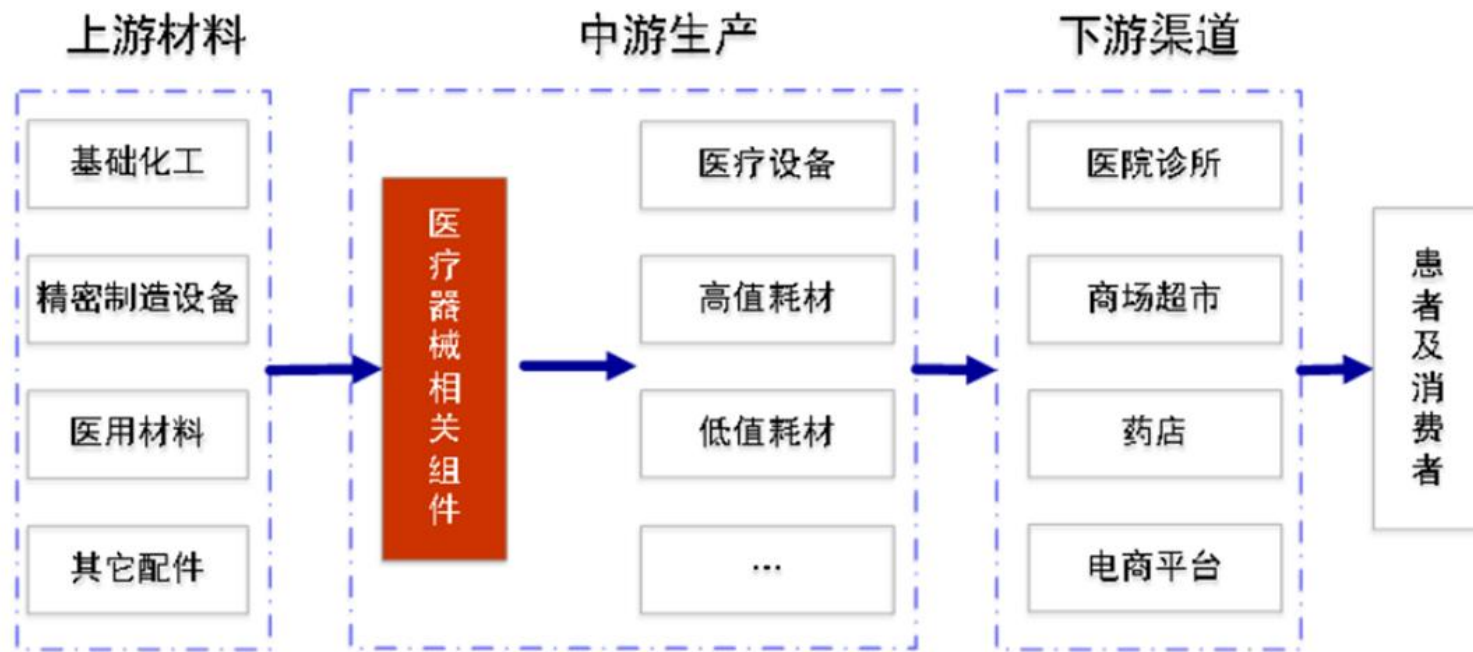 上游材料
中游生产
下游渠道
基础化工
精密制造设备
医用材料
其它配件
医疗器械相关组件
医疗设备
高值耗材
低值耗材
…
医院诊所
商场超市
药店
电商平台
患者及消费者